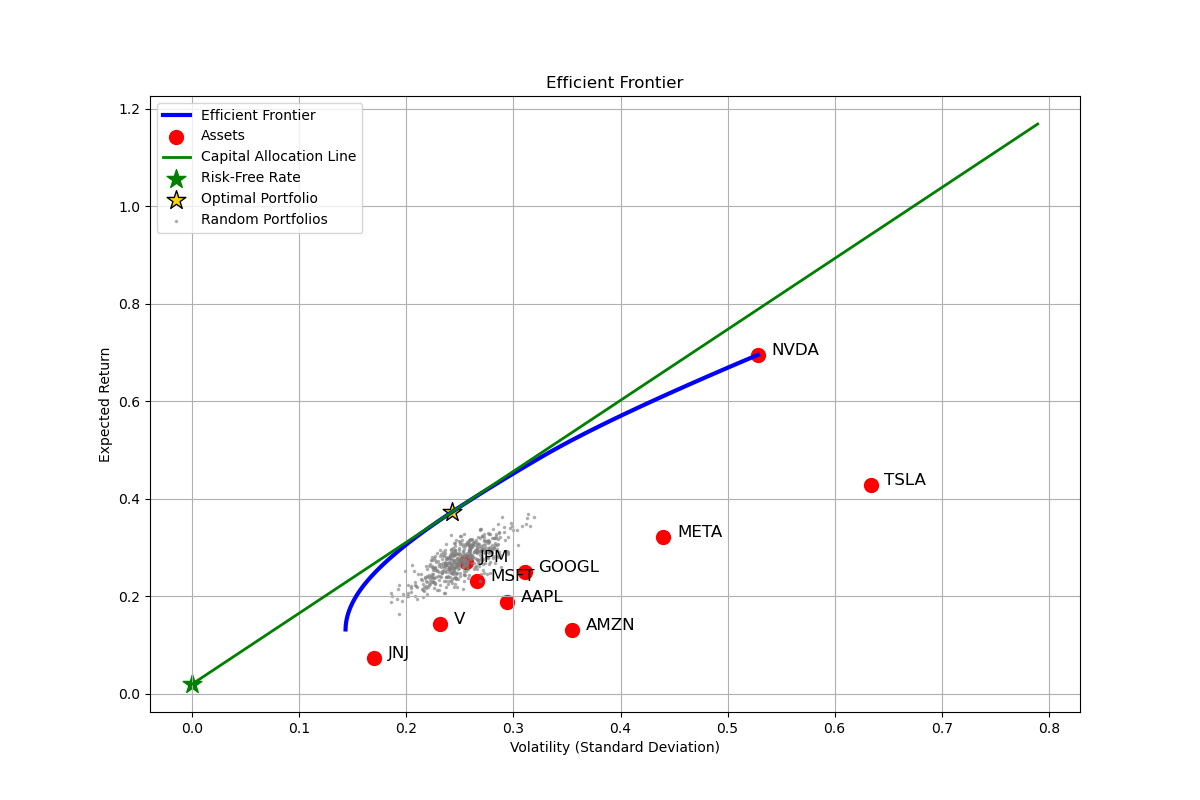 Efficient Frontier
Efficient Frontier
Assets
Capital Allocation Line
Risk-Free Rate
Optimal Portfolio
Random Portfolios
Expected Return
1.2
1.0
0.8
0.6
0.4
0.2
0.0
NVDA
TSLA
META
JPM
GOOGL
MSFT
AAPL
V
AMZN
JNJ
0.0 0.1 0.2 0.3 0.4 0.5 0.6 0.7 0.8
Volatility (Standard Deviation)